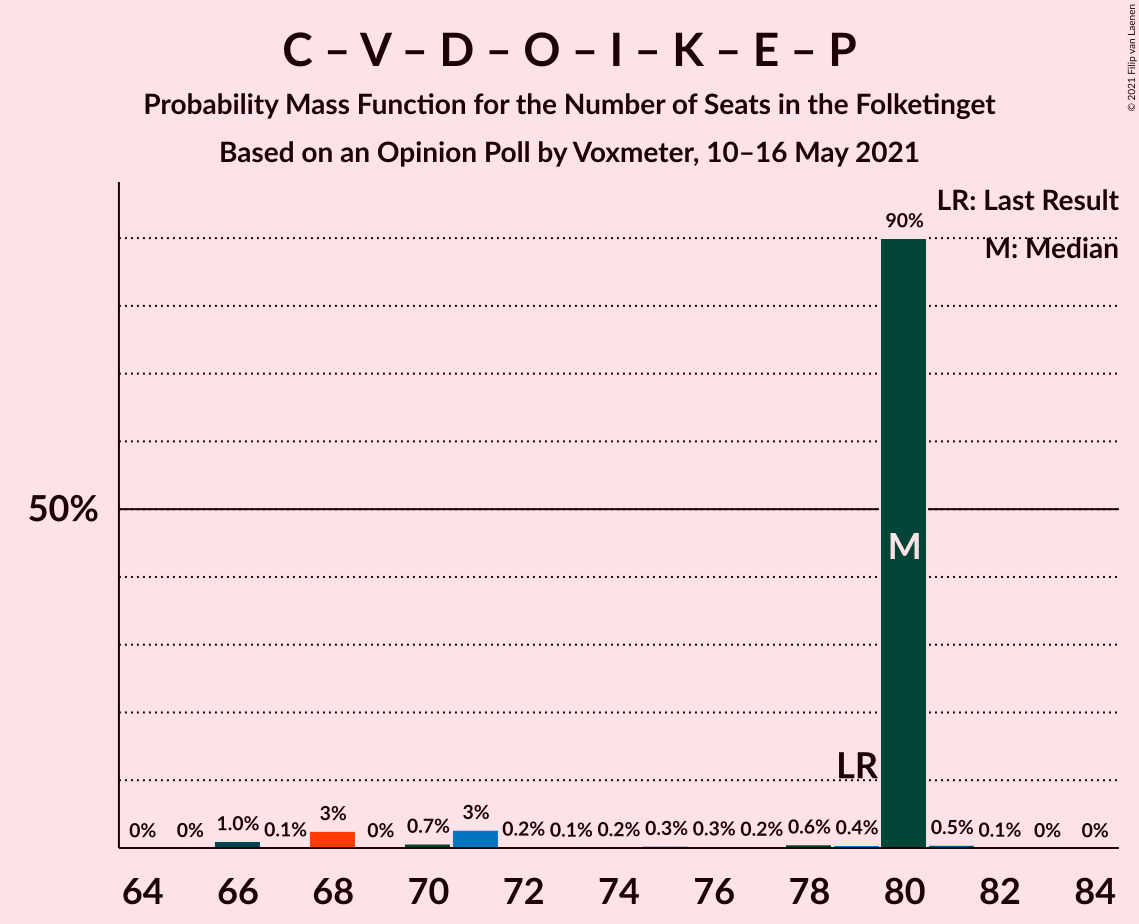 C – V – D – O – I – K – E – P
Probability Mass Function for the Number of Seats in the Folketinget
Based on an Opinion Poll by Voxmeter, 10–16 May 2021
© 2021 Filip van Laenen
LR: Last Result
M: Median
90%
50%
M
LR
0% 0% 1.0% 0.1% 3% 0% 0.7% 3% 0.2% 0.1% 0.2% 0.3% 0.3% 0.2% 0.6% 0.4% 0.5% 0.1% 0% 0%
64 66 68 70 72 74 76 78 80 82 84